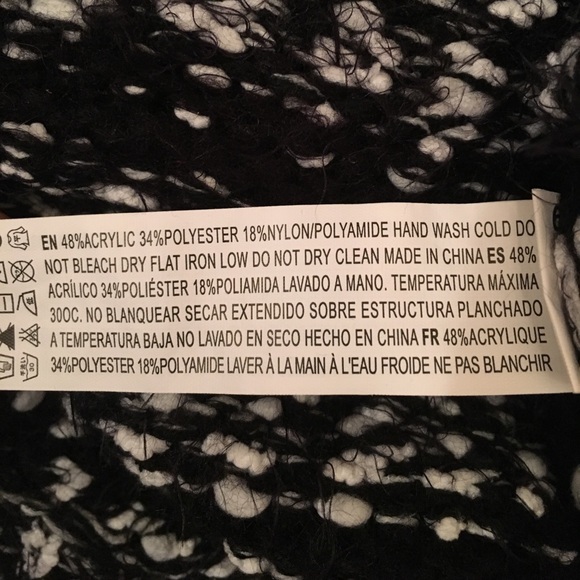 EN 48%ACRYLIC 34%POLYESTER 18%NYLON/POLYAMIDE HAND WASH COLD DO
NOT BLEACH DRY FLAT IRON LOW DO NOT DRY CLEAN MADE IN CHINA ES 48%
ACRÍLICO 34%POLIÉSTER 18%POLIAMIDA LAVADO A MANO. TEMPERATURA MÁXIMA
30OC. NO BLANQUEAR SECAR EXTENDIDO SOBRE ESTRUCTURA PLANCHADO
A TEMPERATURA BAJA NO LAVADO EN SECO HECHO EN CHINA FR 48%ACRYLIQUE
34%POLYESTER 18%POLYAMIDE LAVER À LA MAIN À L'EAU FROIDE NE PAS BLANCHIR